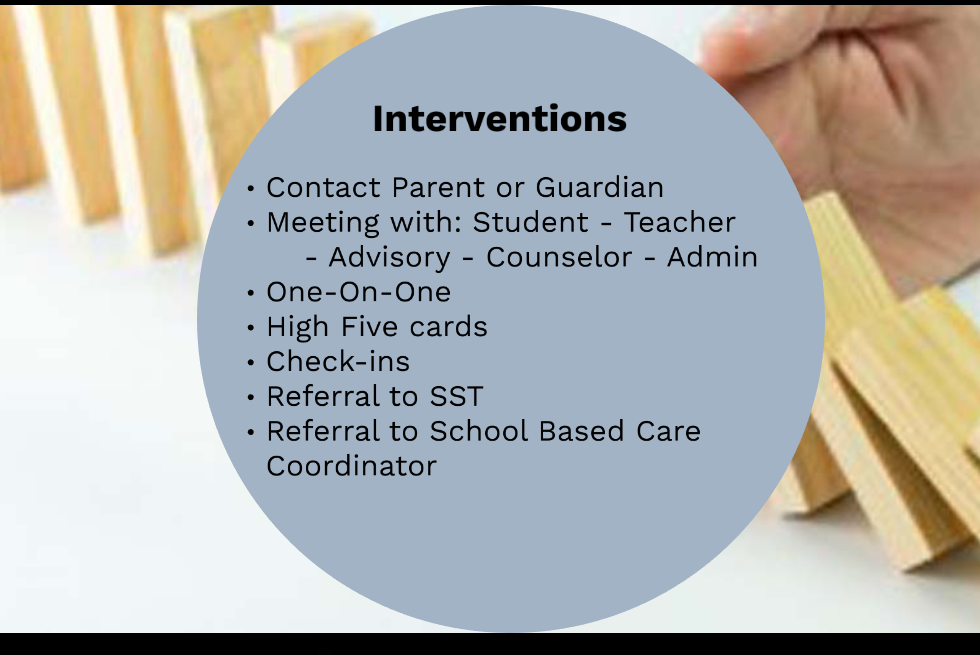 Interventions
• Contact Parent or Guardian
• Meeting with: Student - Teacher
- Advisory - Counselor - Admin
• One-On-One
• High Five cards
• Check-ins
• Referral to SST
• Referral to School Based Care
Coordinator